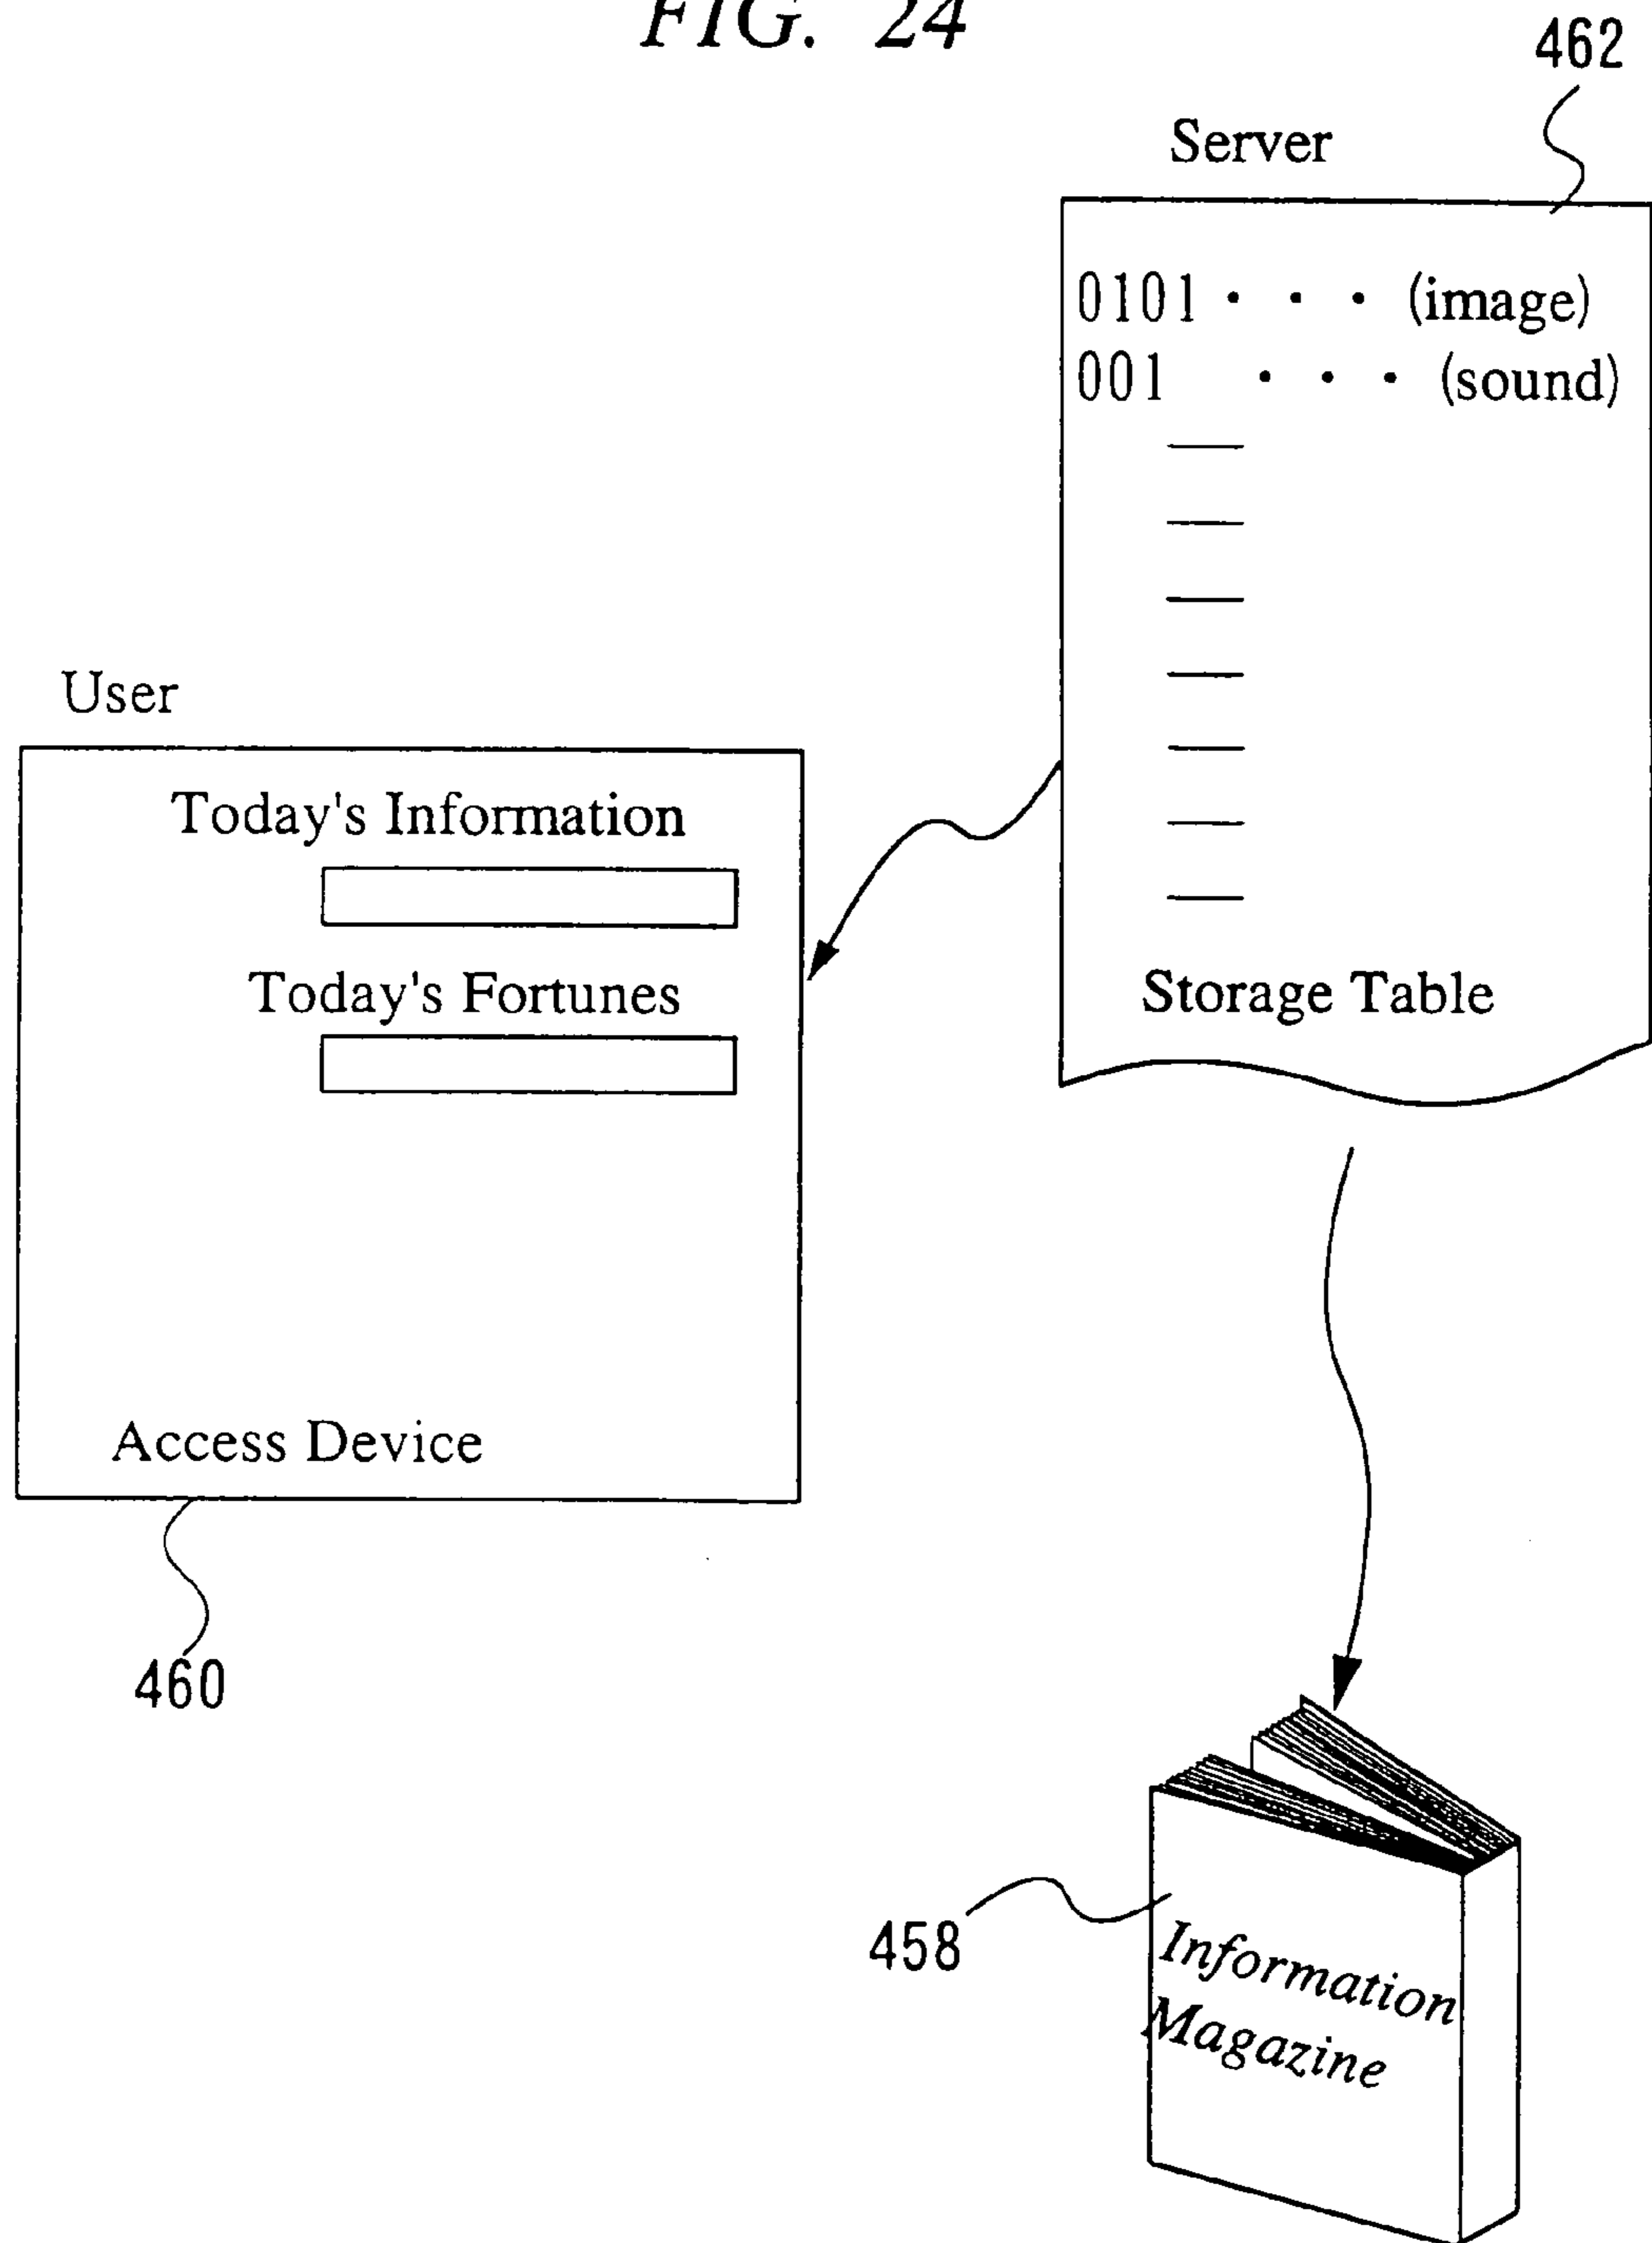 FIG. 24
462
Server
0101 · · · (image)
001 · · · (sound)
Storage Table
User
Today's Information
Today's Fortunes
Access Device
460
458
Information
Magazine